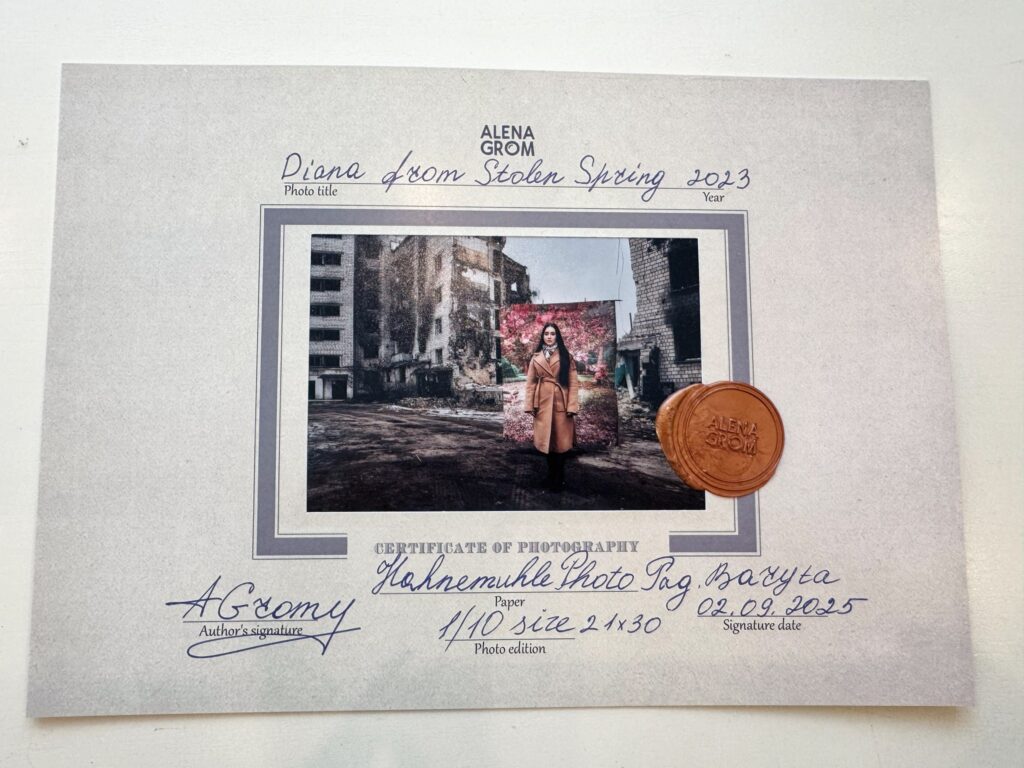 ALENA
GROM
Diana from Stolen Spring 2023
Photo title Year
ALENA
GROM
CERTIFICATE OF PHOTOGRAPHY
Hahnemuhle Photo Rag. Baryta
Paper
AGromy 02.09.2025
Author's signature Signature date
1/10 size 21x30
Photo edition